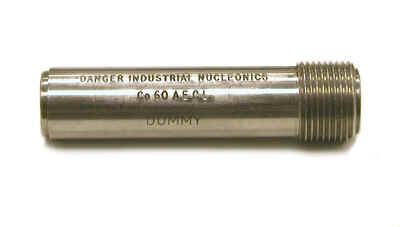 DANGER INDUSTRIAL NUCLEONICS
Co 60 A.E.C.L.
DUMMY